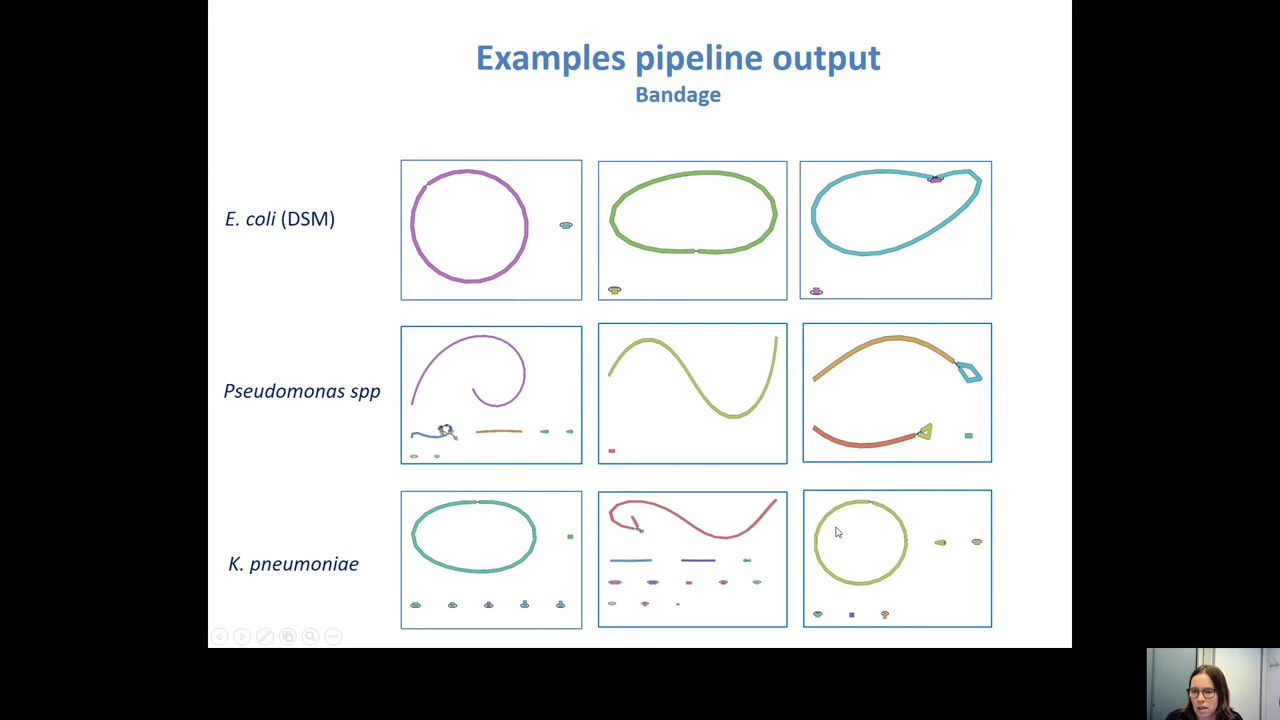 Examples pipeline output
Bandage
E. coli (DSM)
Pseudomonas spp
K. pneumoniae